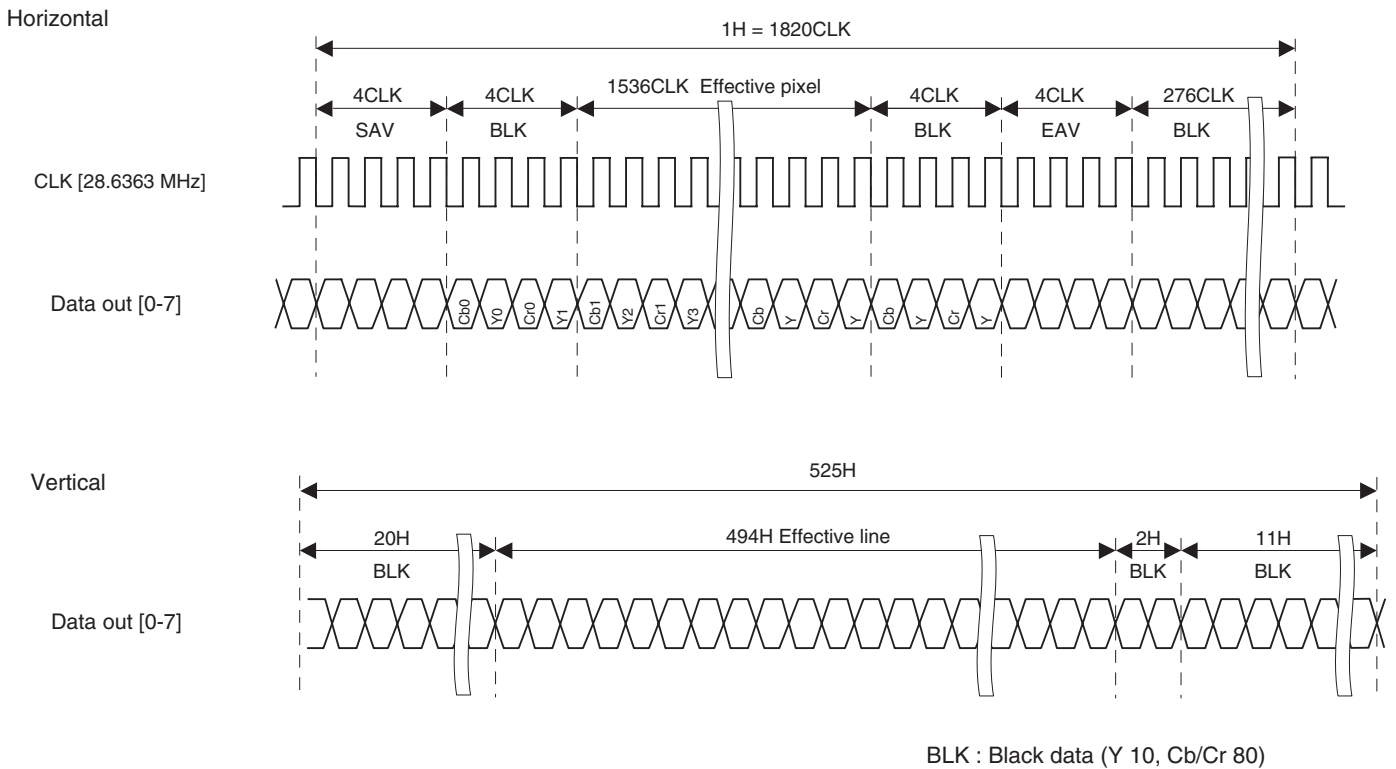 Horizontal
1H = 1820CLK
4CLK 4CLK 1536CLK Effective pixel 4CLK 4CLK 276CLK
SAV BLK BLK EAV BLK
CLK [28.6363 MHz]
Data out [0-7]
Cb0 Y0 Cr0 Y1 Cb1 Y2 Cr1 Y3 Cb Y Cr Y Cb Y Cr Y
Vertical
525H
20H 494H Effective line 2H 11H
BLK BLK BLK
Data out [0-7]
BLK : Black data (Y 10, Cb/Cr 80)